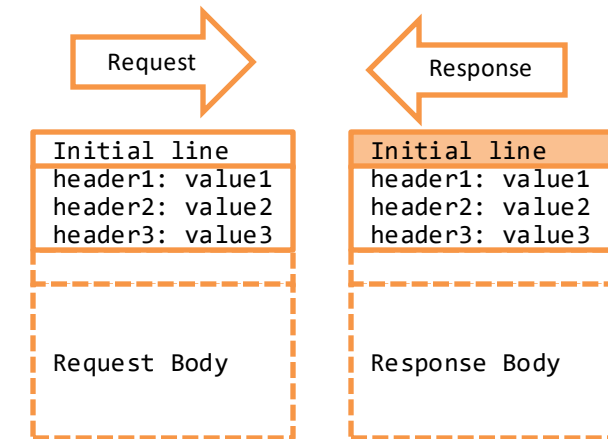 Request
Response
Initial line
header1: value1
header2: value2
header3: value3
Request Body
Initial line
header1: value1
header2: value2
header3: value3
Response Body